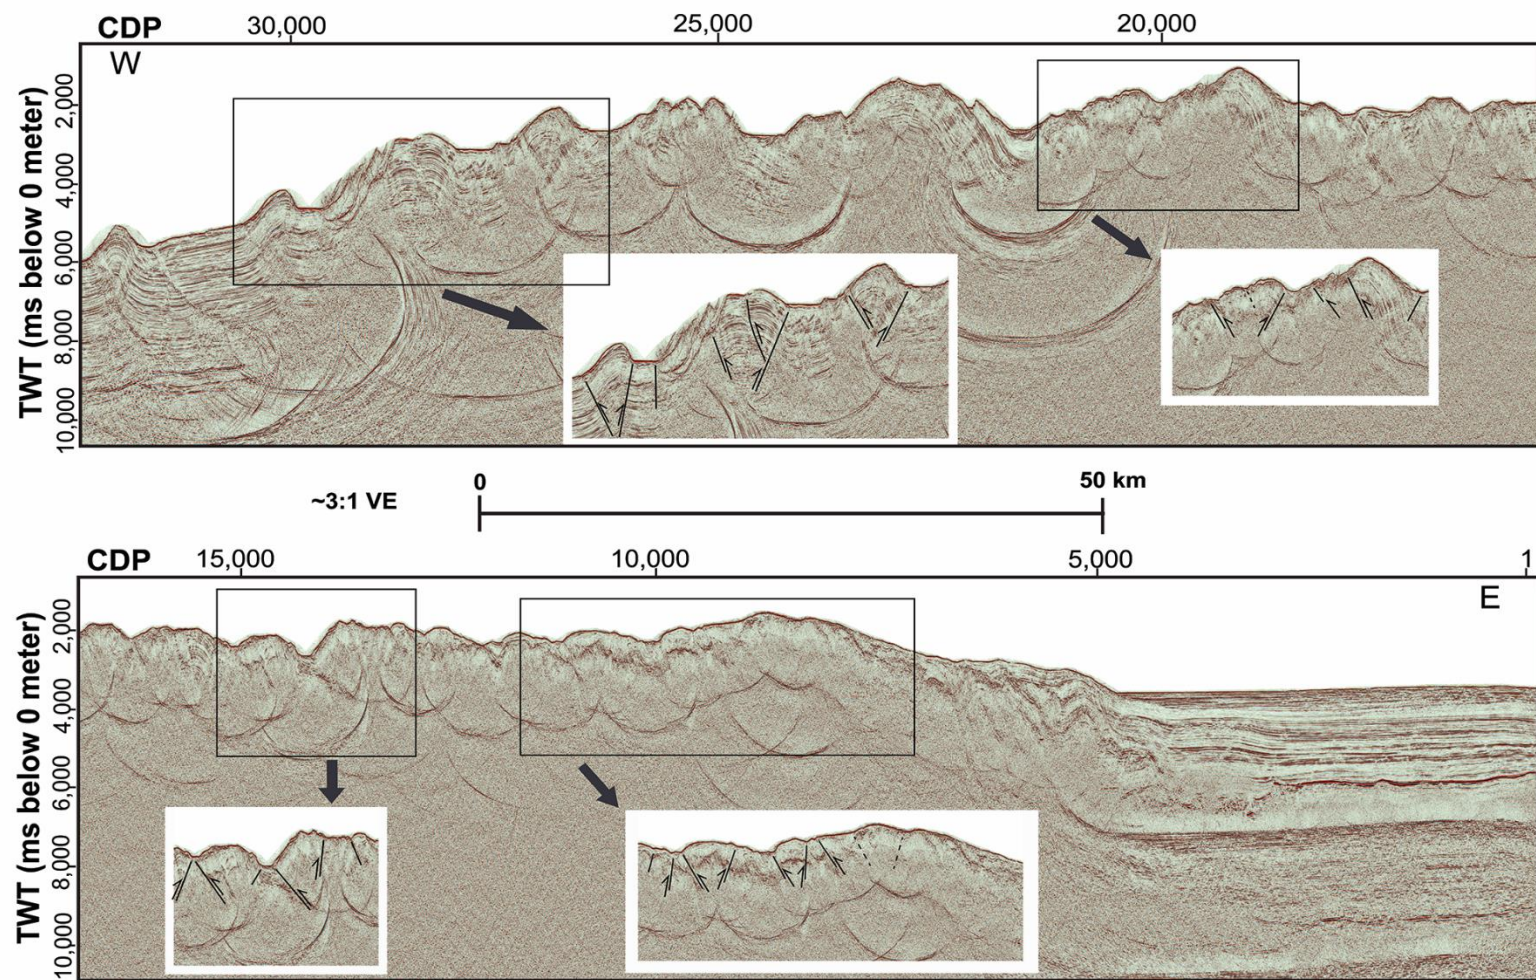 CDP 30,000 25,000 20,000
W
TWT (ms below 0 meter)
2,000
4,000
6,000
8,000
10,000
~3:1 VE
0 50 km
CDP 15,000 10,000 5,000 1
E
TWT (ms below 0 meter)
2,000
4,000
6,000
8,000
10,000